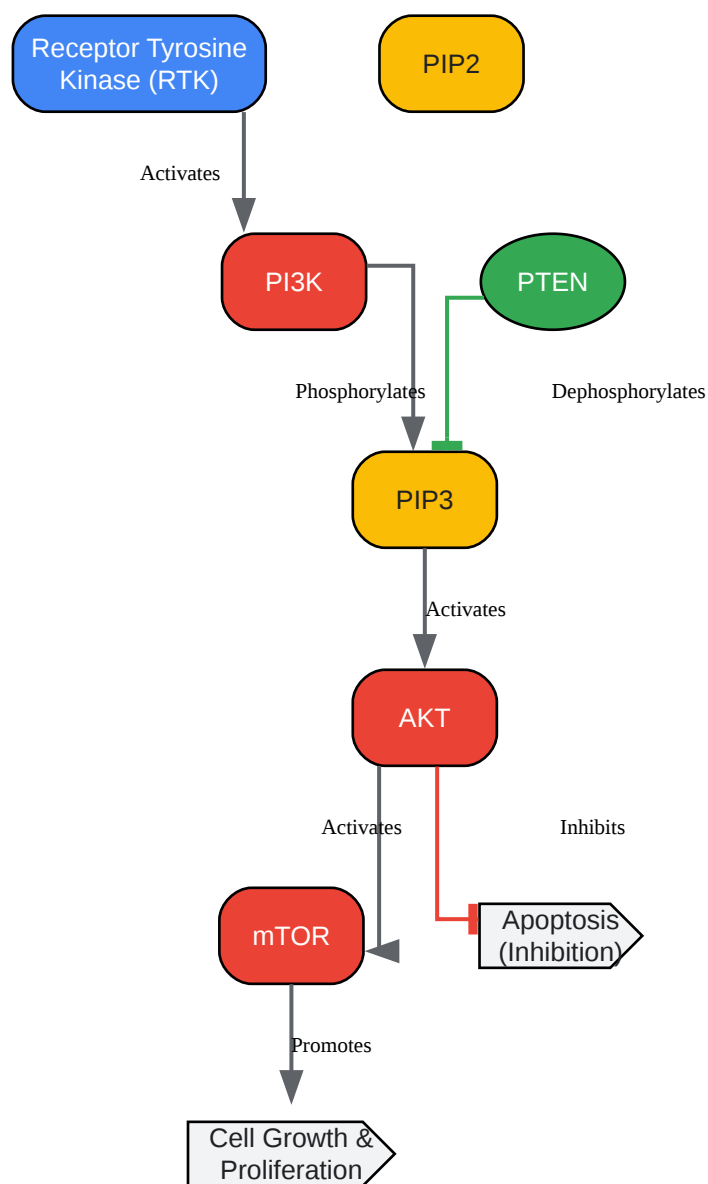 Receptor Tyrosine
Kinase (RTK)
PIP2
Activates
PI3K
PTEN
Phosphorylates
Dephosphorylates
PIP3
Activates
AKT
Activates
Inhibits
mTOR
Apoptosis
(Inhibition)
Promotes
Cell Growth &
Proliferation